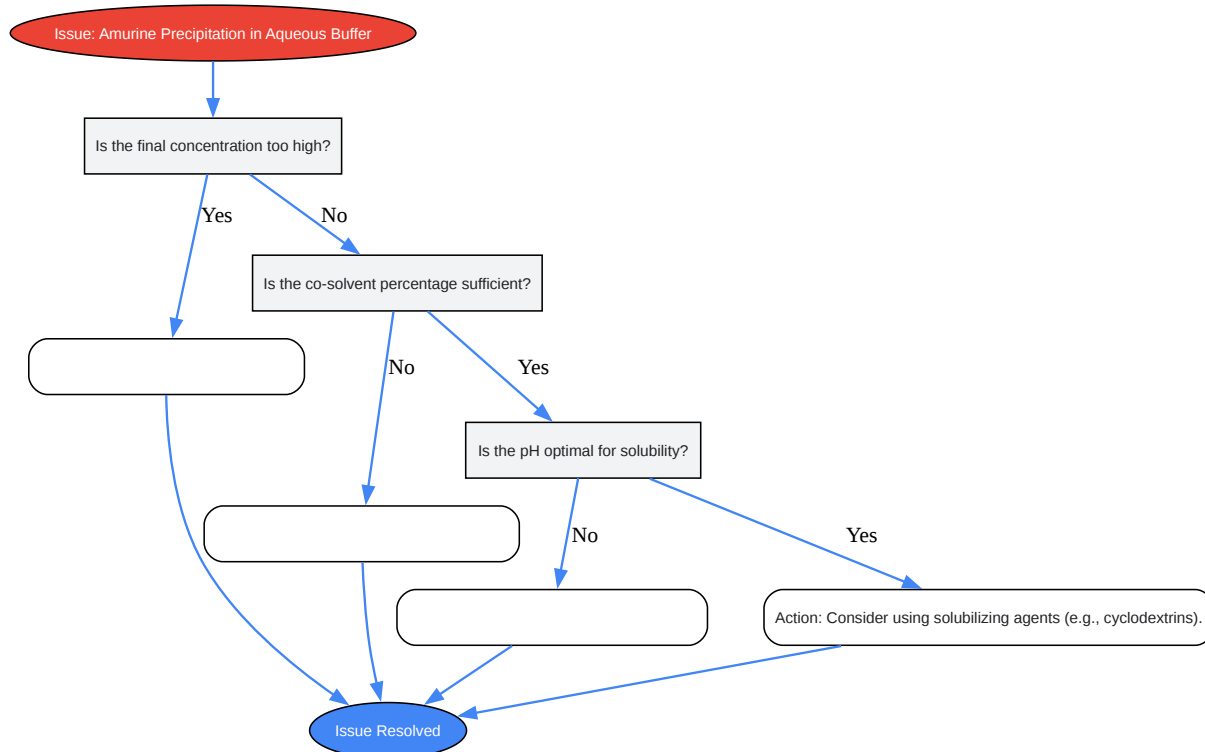 Issue: Amurine Precipitation in Aqueous Buffer
Is the final concentration too high?
Yes
No
Is the co-solvent percentage sufficient?
No
Yes
Is the pH optimal for solubility?
No
Yes
Action: Consider using solubilizing agents (e.g., cyclodextrins).
Issue Resolved